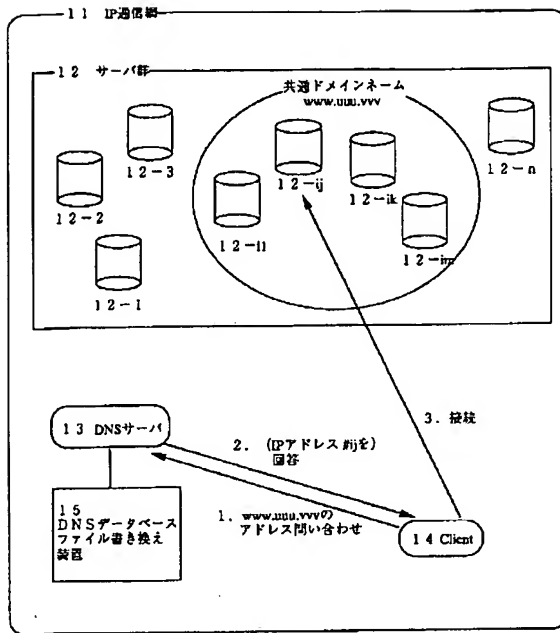 11 IP通信網
12 サーバ群
共通ドメインネーム
www.uuu.vvv
12-3
12-ij
12-ik
12-n
12-2
12-i1
12-im
12-1
3. 接続
13 DNSサーバ
2. (IPアドレス#ijを)
回答
15
DNSデータベース
ファイル書き換え
装置
1. www.uuu.vvvの
アドレス問い合わせ
14 Client